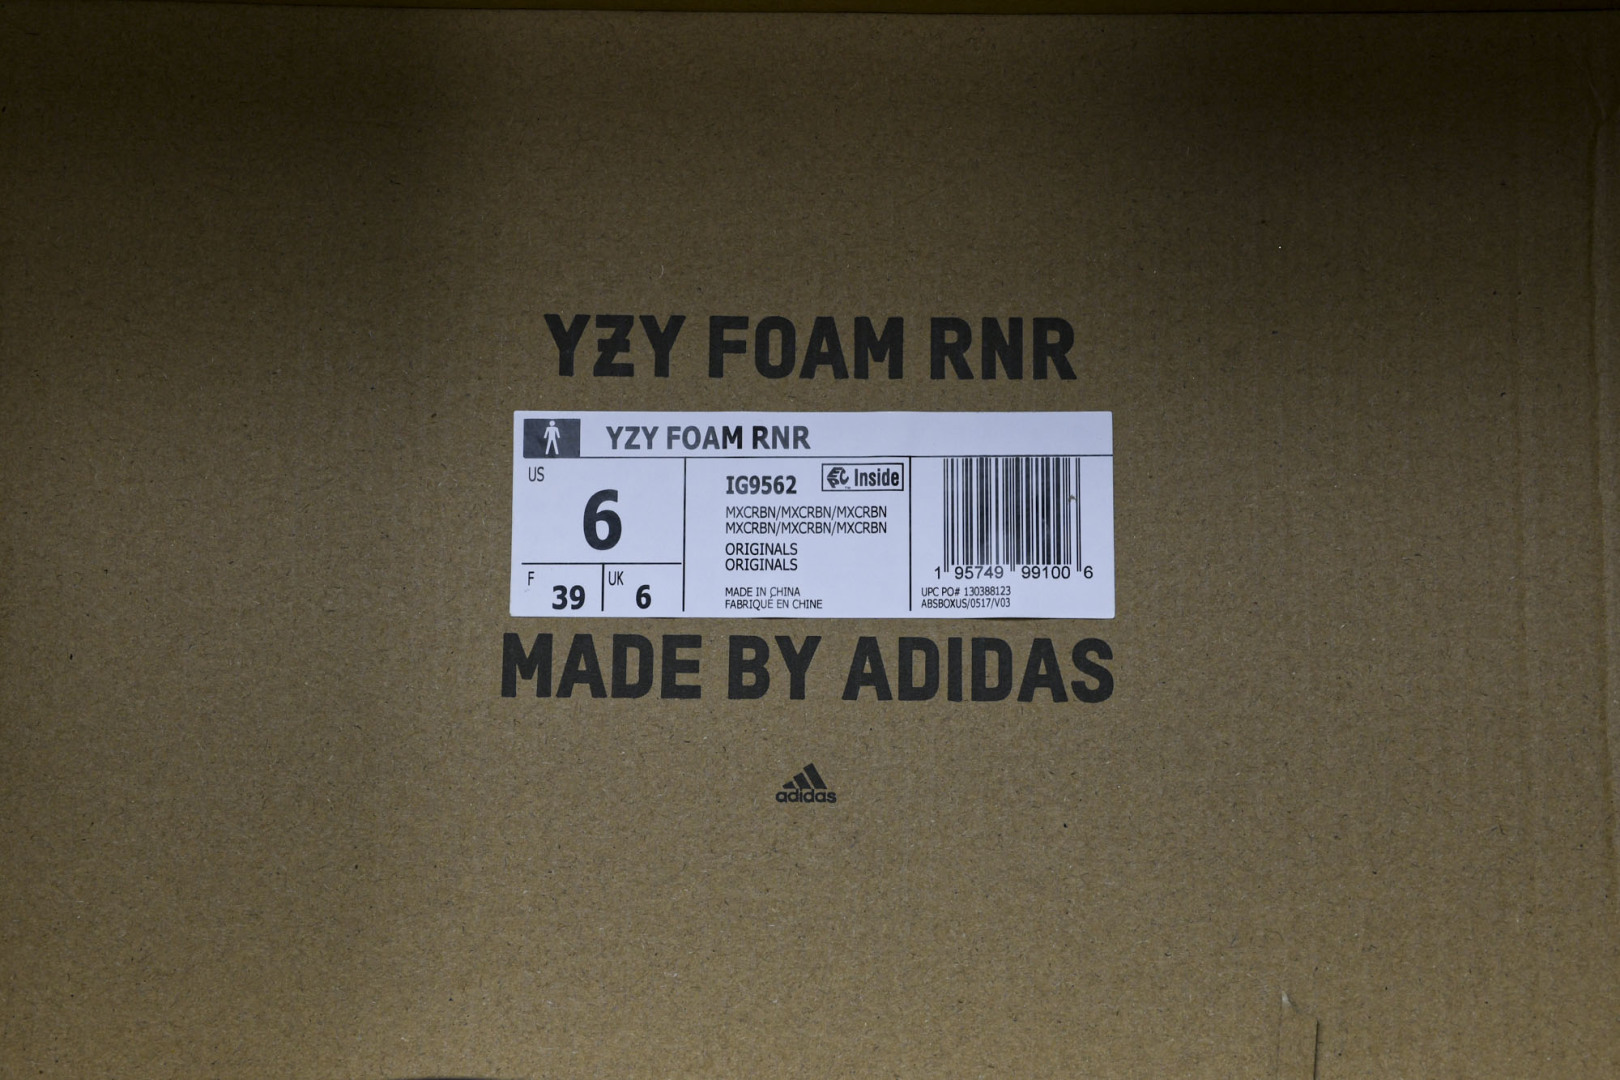 YZY FOAM RNR
YZY FOAM RNR
US
6
F
39
UK
6
IG9562
Inside
MXCRBN/MXCRBN/MXCRBN
MXCRBN/MXCRBN/MXCRBN
ORIGINALS
ORIGINALS
MADE IN CHINA
FABRIQUÉ EN CHINE
1 95749 99100 6
UPC PO# 130388123
ABSBOXUS/0517/V03
MADE BY ADIDAS
adidas